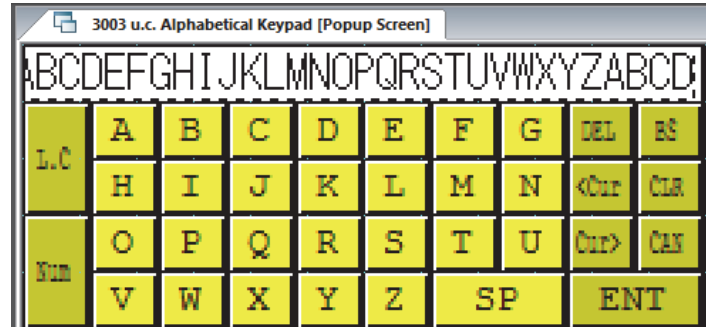 3003 u.c. Alphabetical Keypad [Popup Screen]
ABCDEFGHIJKLMNOPQRSTUVWXYZABCD
L.C A B C D E F G DEL BS
H I J K L M N <Cur CLR
Num O P Q R S T U Cur> CAN
V W X Y Z SP ENT